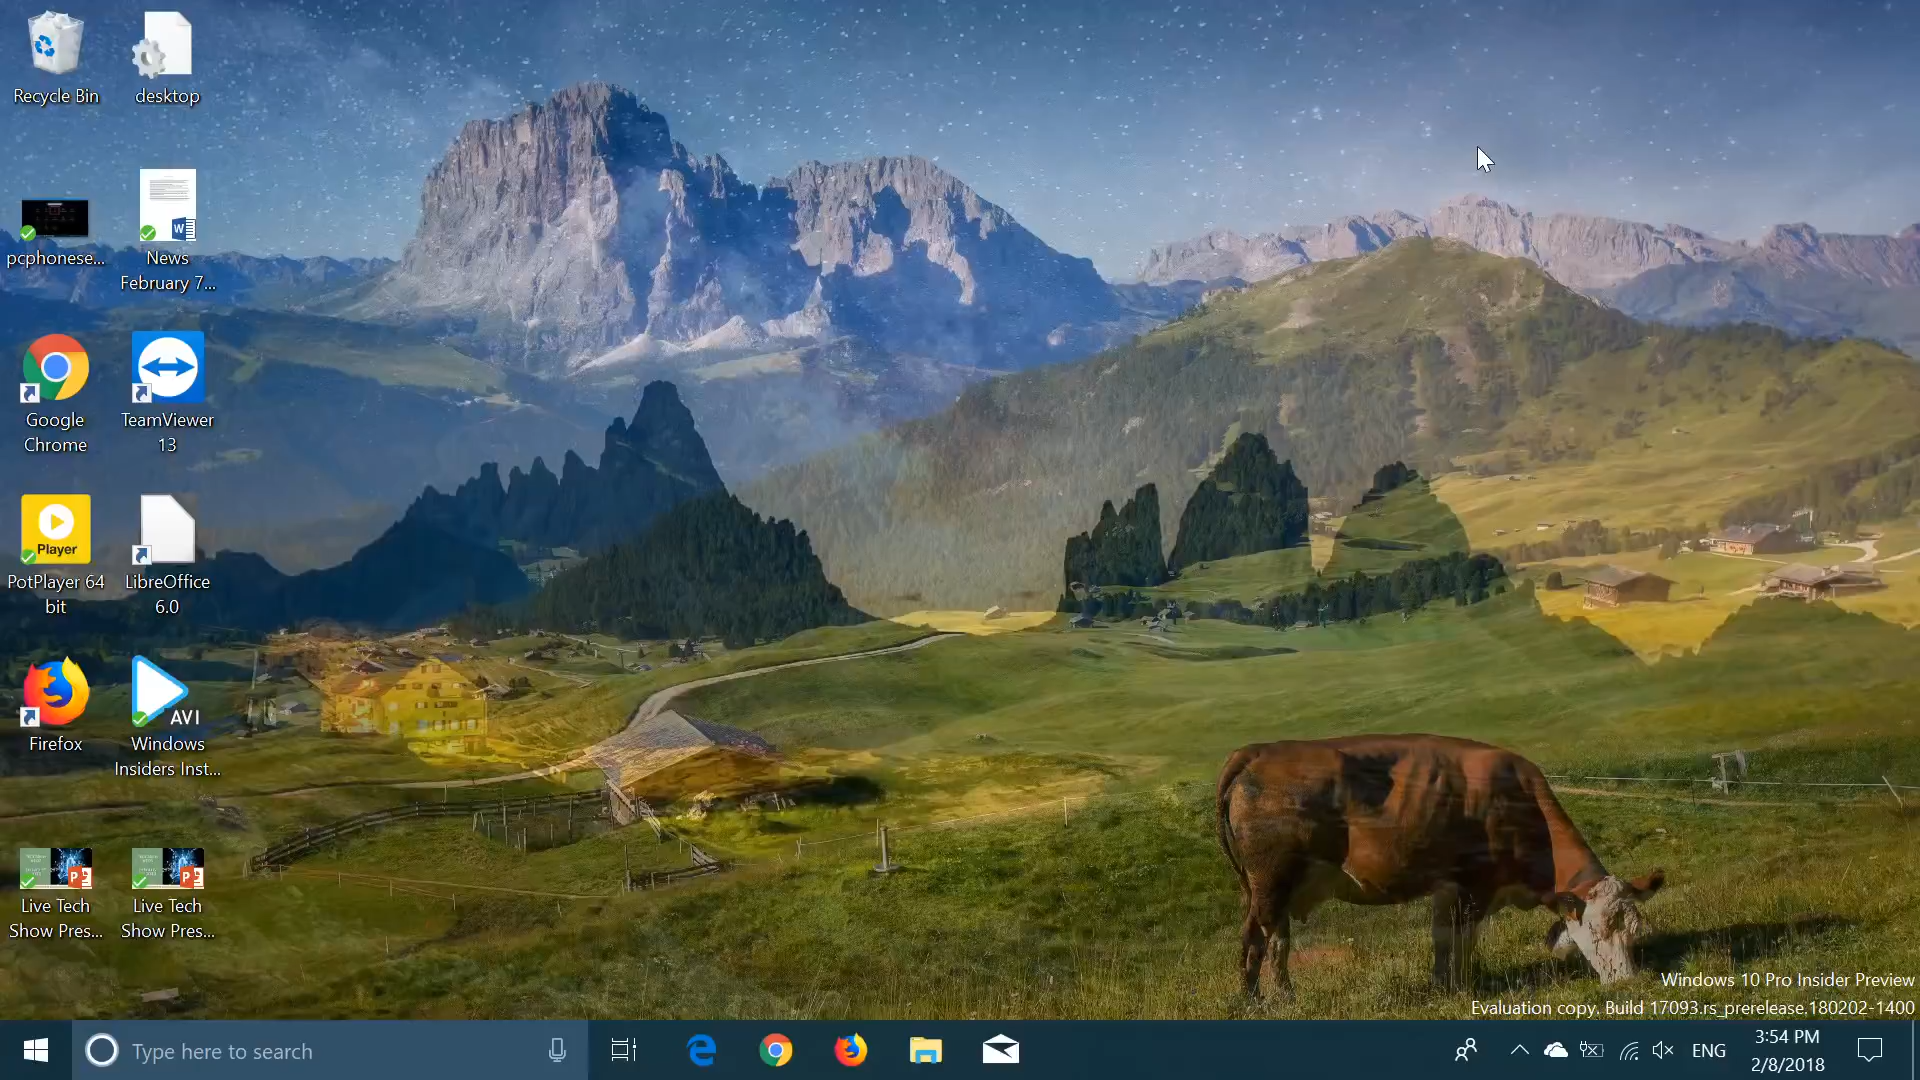 Recycle Bin
desktop
pcphonese...
W
News
February 7...
Google
Chrome
TeamViewer
13
Player
PotPlayer 64
bit
LibreOffice
6.0
Firefox
AVI
Windows
Insiders Inst...
P
Live Tech
Show Pres...
P
Live Tech
Show Pres...
Windows 10 Pro Insider Preview
Evaluation copy. Build 17093.rs_prerelease.180202-1400
Type here to search
ENG
3:54 PM
2/8/2018